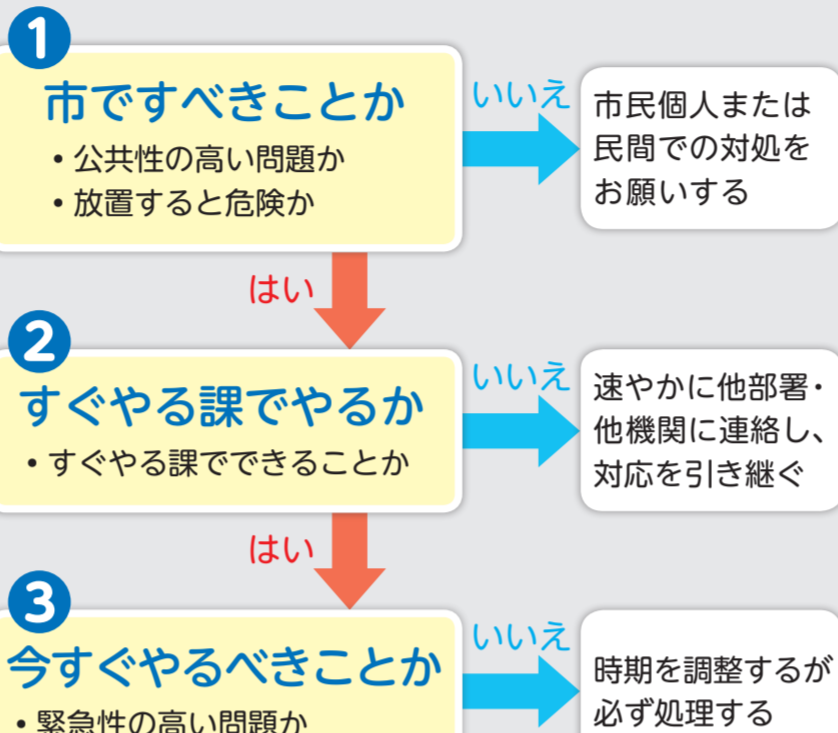 1
市ですべきことか
・公共性の高い問題か
・放置すると危険か
いいえ
市民個人または
民間での対処を
お願いする
はい
2
すぐやる課でやるか
・すぐやる課でできることか
いいえ
速やかに他部署・
他機関に連絡し、
対応を引き継ぐ
はい
3
今すぐやるべきことか
・緊急性の高い問題か
いいえ
時期を調整するが
必ず処理する